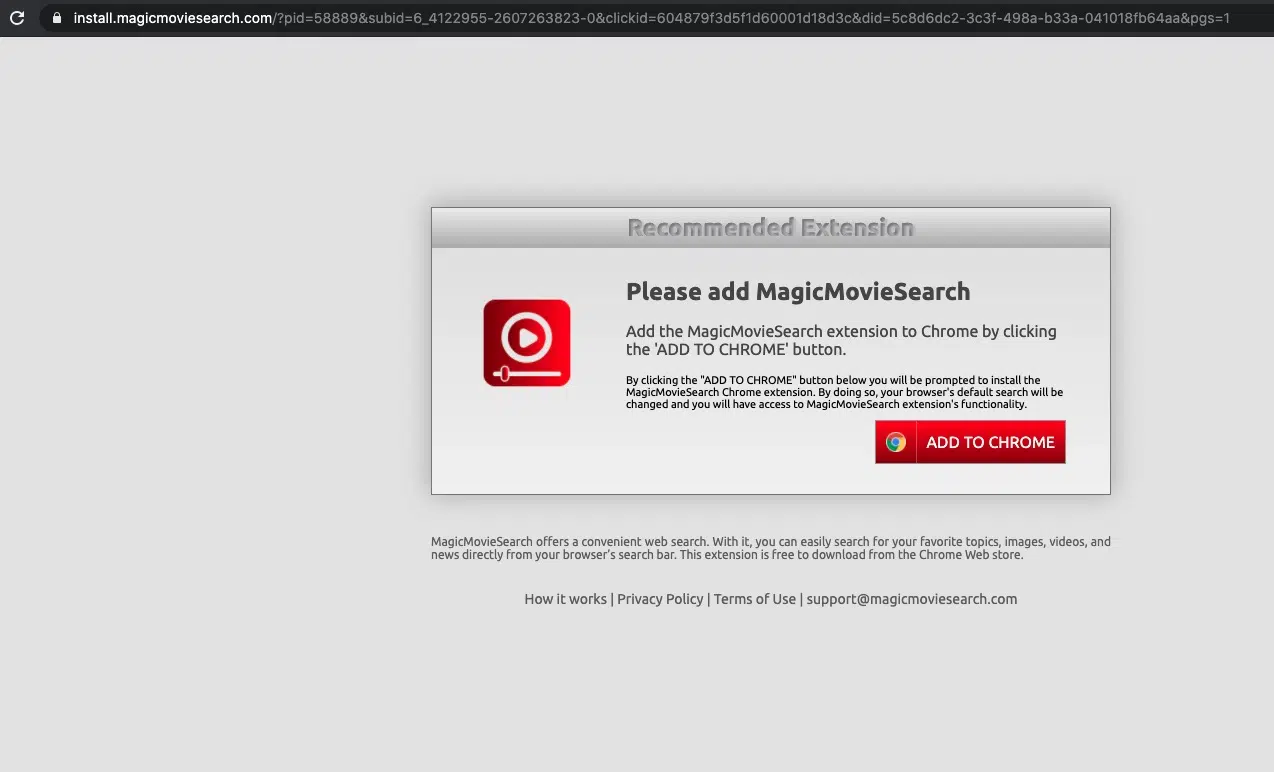 install.magicmoviesearch.com/?pid=58889&subid=6_4122955-2607263823-0&clickid=604879f3d5f1d60001d18d3c&did=5c8d6dc2-3c3f-498a-b33a-041018fb64aa&pgs=1
Recommended Extension
Please add MagicMovieSearch
Add the MagicMovieSearch extension to Chrome by clicking
the 'ADD TO CHROME' button.
By clicking the "ADD TO CHROME" button below you will be prompted to install the
MagicMovieSearch Chrome extension. By doing so, your browser's default search will be
changed and you will have access to MagicMovieSearch extension's functionality.
ADD TO CHROME
MagicMovieSearch offers a convenient web search. With it, you can easily search for your favorite topics, images, videos, and
news directly from your browser's search bar. This extension is free to download from the Chrome Web store.
How it works | Privacy Policy | Terms of Use | support@magicmoviesearch.com